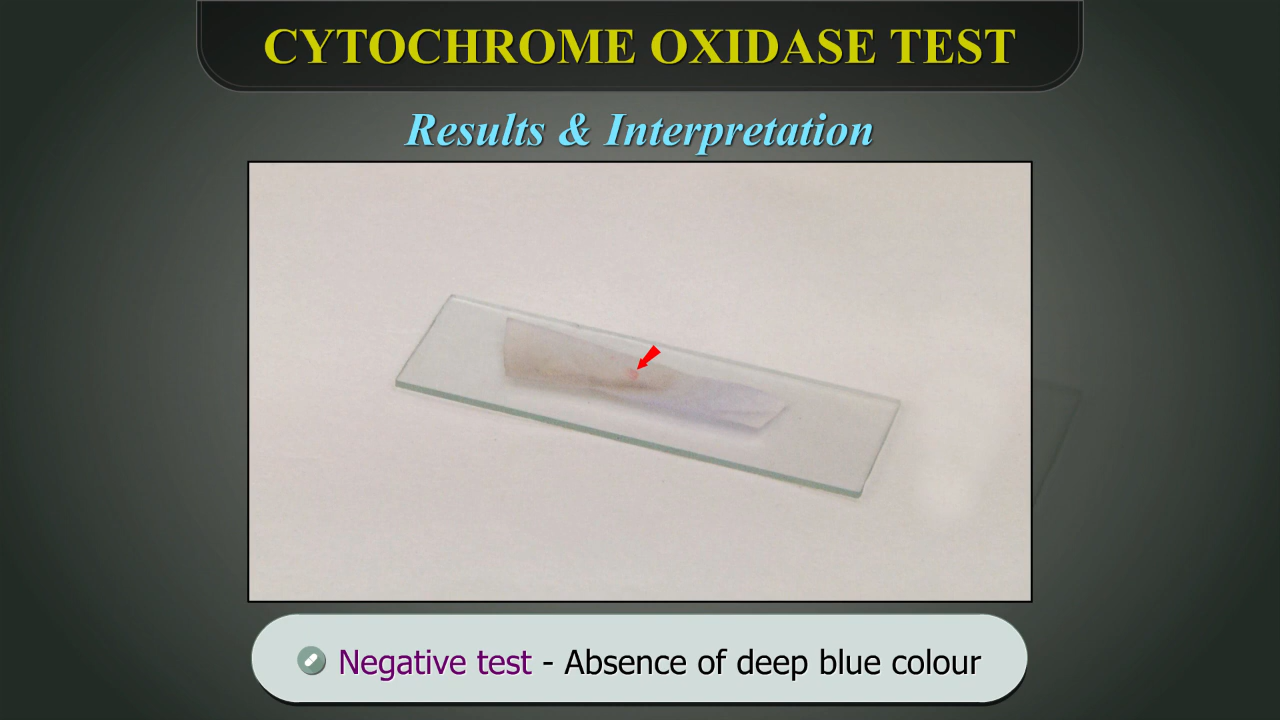 CYTOCHROME OXIDASE TEST
Results & Interpretation
Negative test - Absence of deep blue colour